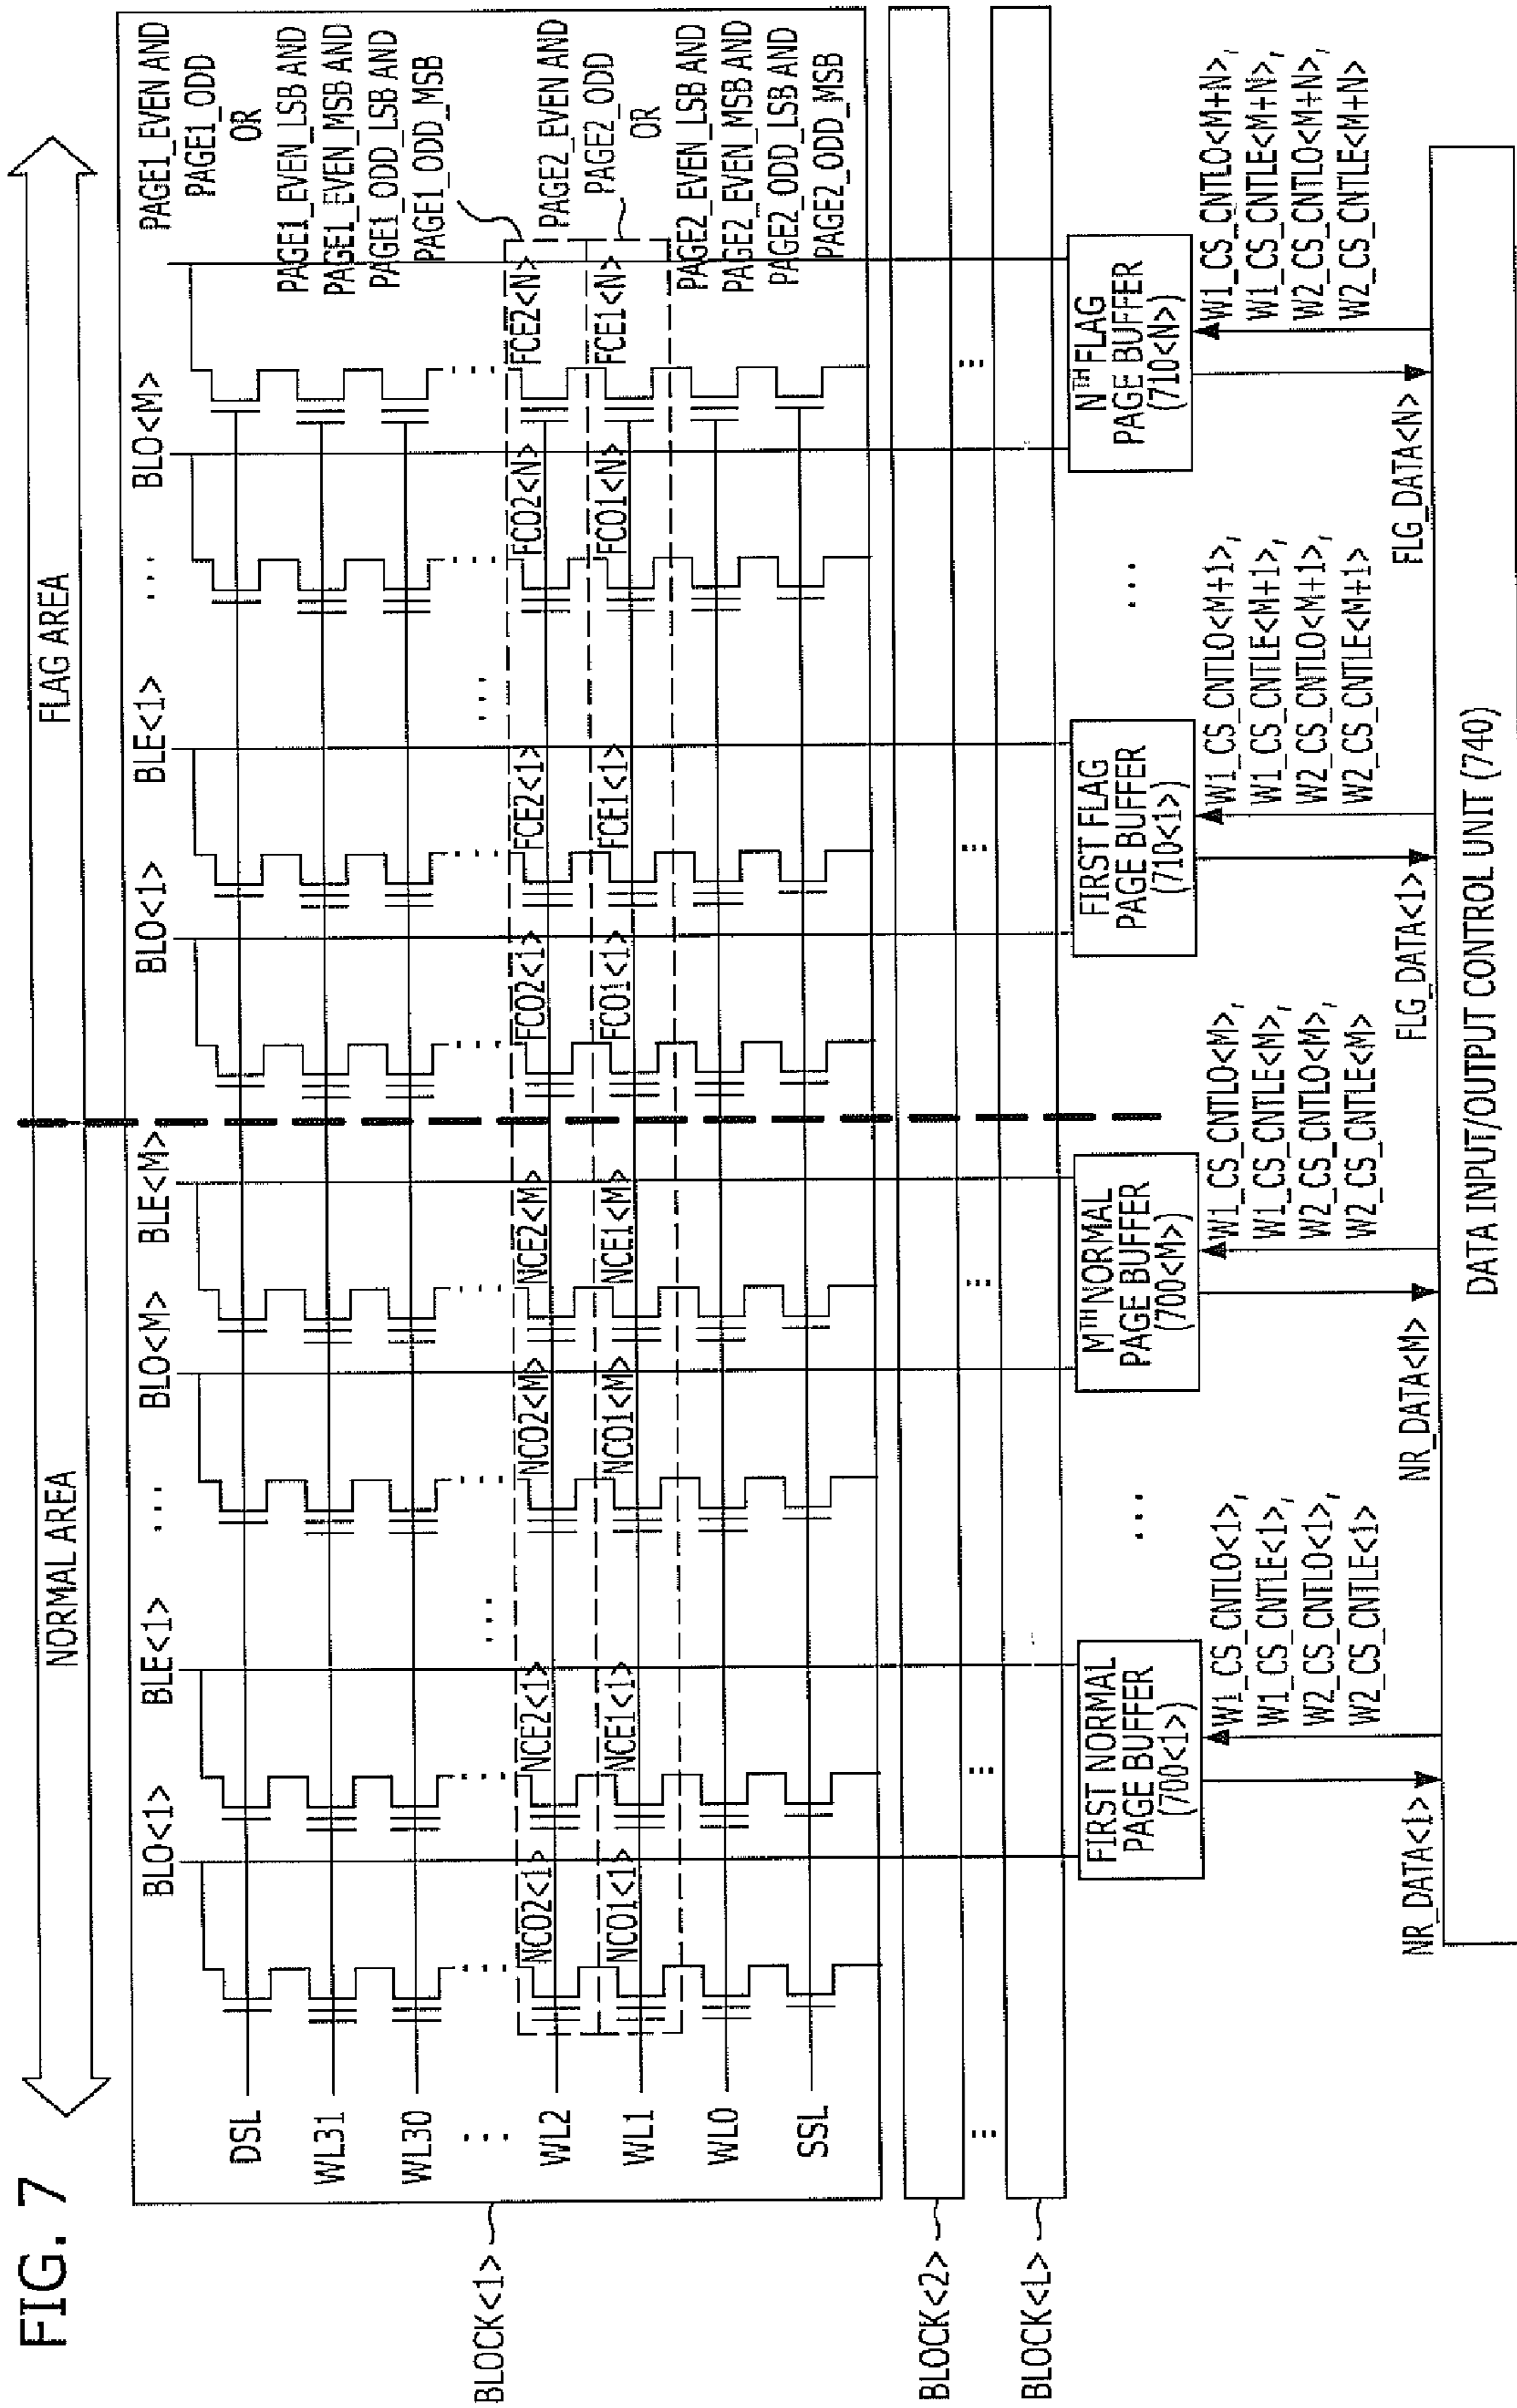 FIG. 7
NORMAL AREA
FLAG AREA
BLO<1>
BLE<1>
...
BLO<M>
BLE<M>
BLO<1>
BLE<1>
...
BLO<M>
BLOCK<1>
DSL
WL31
WL30
...
WL2
WL1
WL0
SSL
NCO2<1>
NCE2<1>
NCO2<M>
NCE2<M>
FCO2<1>
FCE2<1>
FCO2<N>
FCE2<N>
NCO1<1>
NCE1<1>
NCO1<M>
NCE1<M>
FCO1<1>
FCE1<1>
FCO1<N>
FCE1<N>
PAGE1_EVEN AND
PAGE1_ODD
OR
PAGE1_EVEN_LSB AND
PAGE1_EVEN_MSB AND
PAGE1_ODD_LSB AND
PAGE1_ODD_MSB
PAGE2_EVEN AND
PAGE2_ODD
OR
PAGE2_EVEN_LSB AND
PAGE2_EVEN_MSB AND
PAGE2_ODD_LSB AND
PAGE2_ODD_MSB
BLOCK<2>
...
BLOCK<L>
FIRST NORMAL
PAGE BUFFER
(700<1>)
...
MTH NORMAL
PAGE BUFFER
(700<M>)
FIRST FLAG
PAGE BUFFER
(710<1>)
...
NTH FLAG
PAGE BUFFER
(710<N>)
NR_DATA<1>
W1_CS_CNTLO<1>,
W1_CS_CNTLE<1>,
W2_CS_CNTLO<1>,
W2_CS_CNTLE<1>
NR_DATA<M>
W1_CS_CNTLO<M>,
W1_CS_CNTLE<M>,
W2_CS_CNTLO<M>,
W2_CS_CNTLE<M>
FLG_DATA<1>
W1_CS_CNTLO<M+1>,
W1_CS_CNTLE<M+1>,
W2_CS_CNTLO<M+1>,
W2_CS_CNTLE<M+1>
FLG_DATA<N>
W1_CS_CNTLO<M+N>,
W1_CS_CNTLE<M+N>,
W2_CS_CNTLO<M+N>,
W2_CS_CNTLE<M+N>
DATA INPUT/OUTPUT CONTROL UNIT (740)